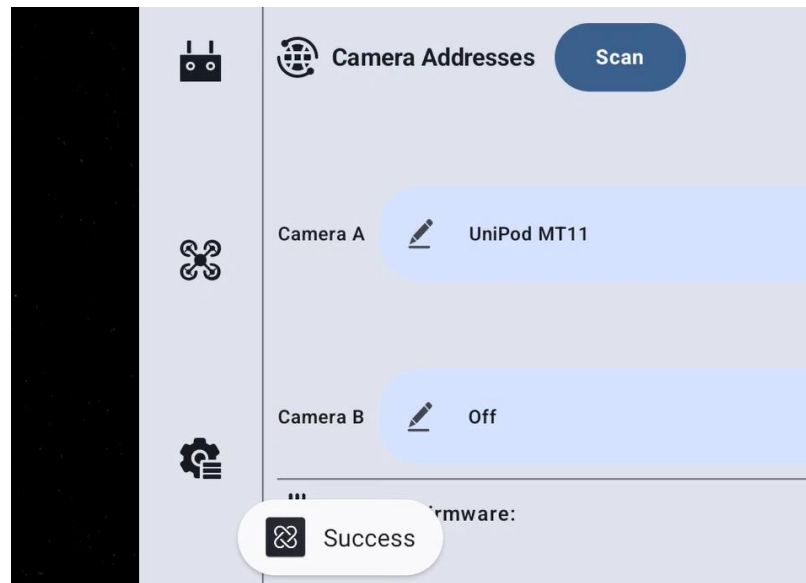 Camera Addresses
Scan
Camera A
UniPod MT11
Camera B
Off
rmware:
Success